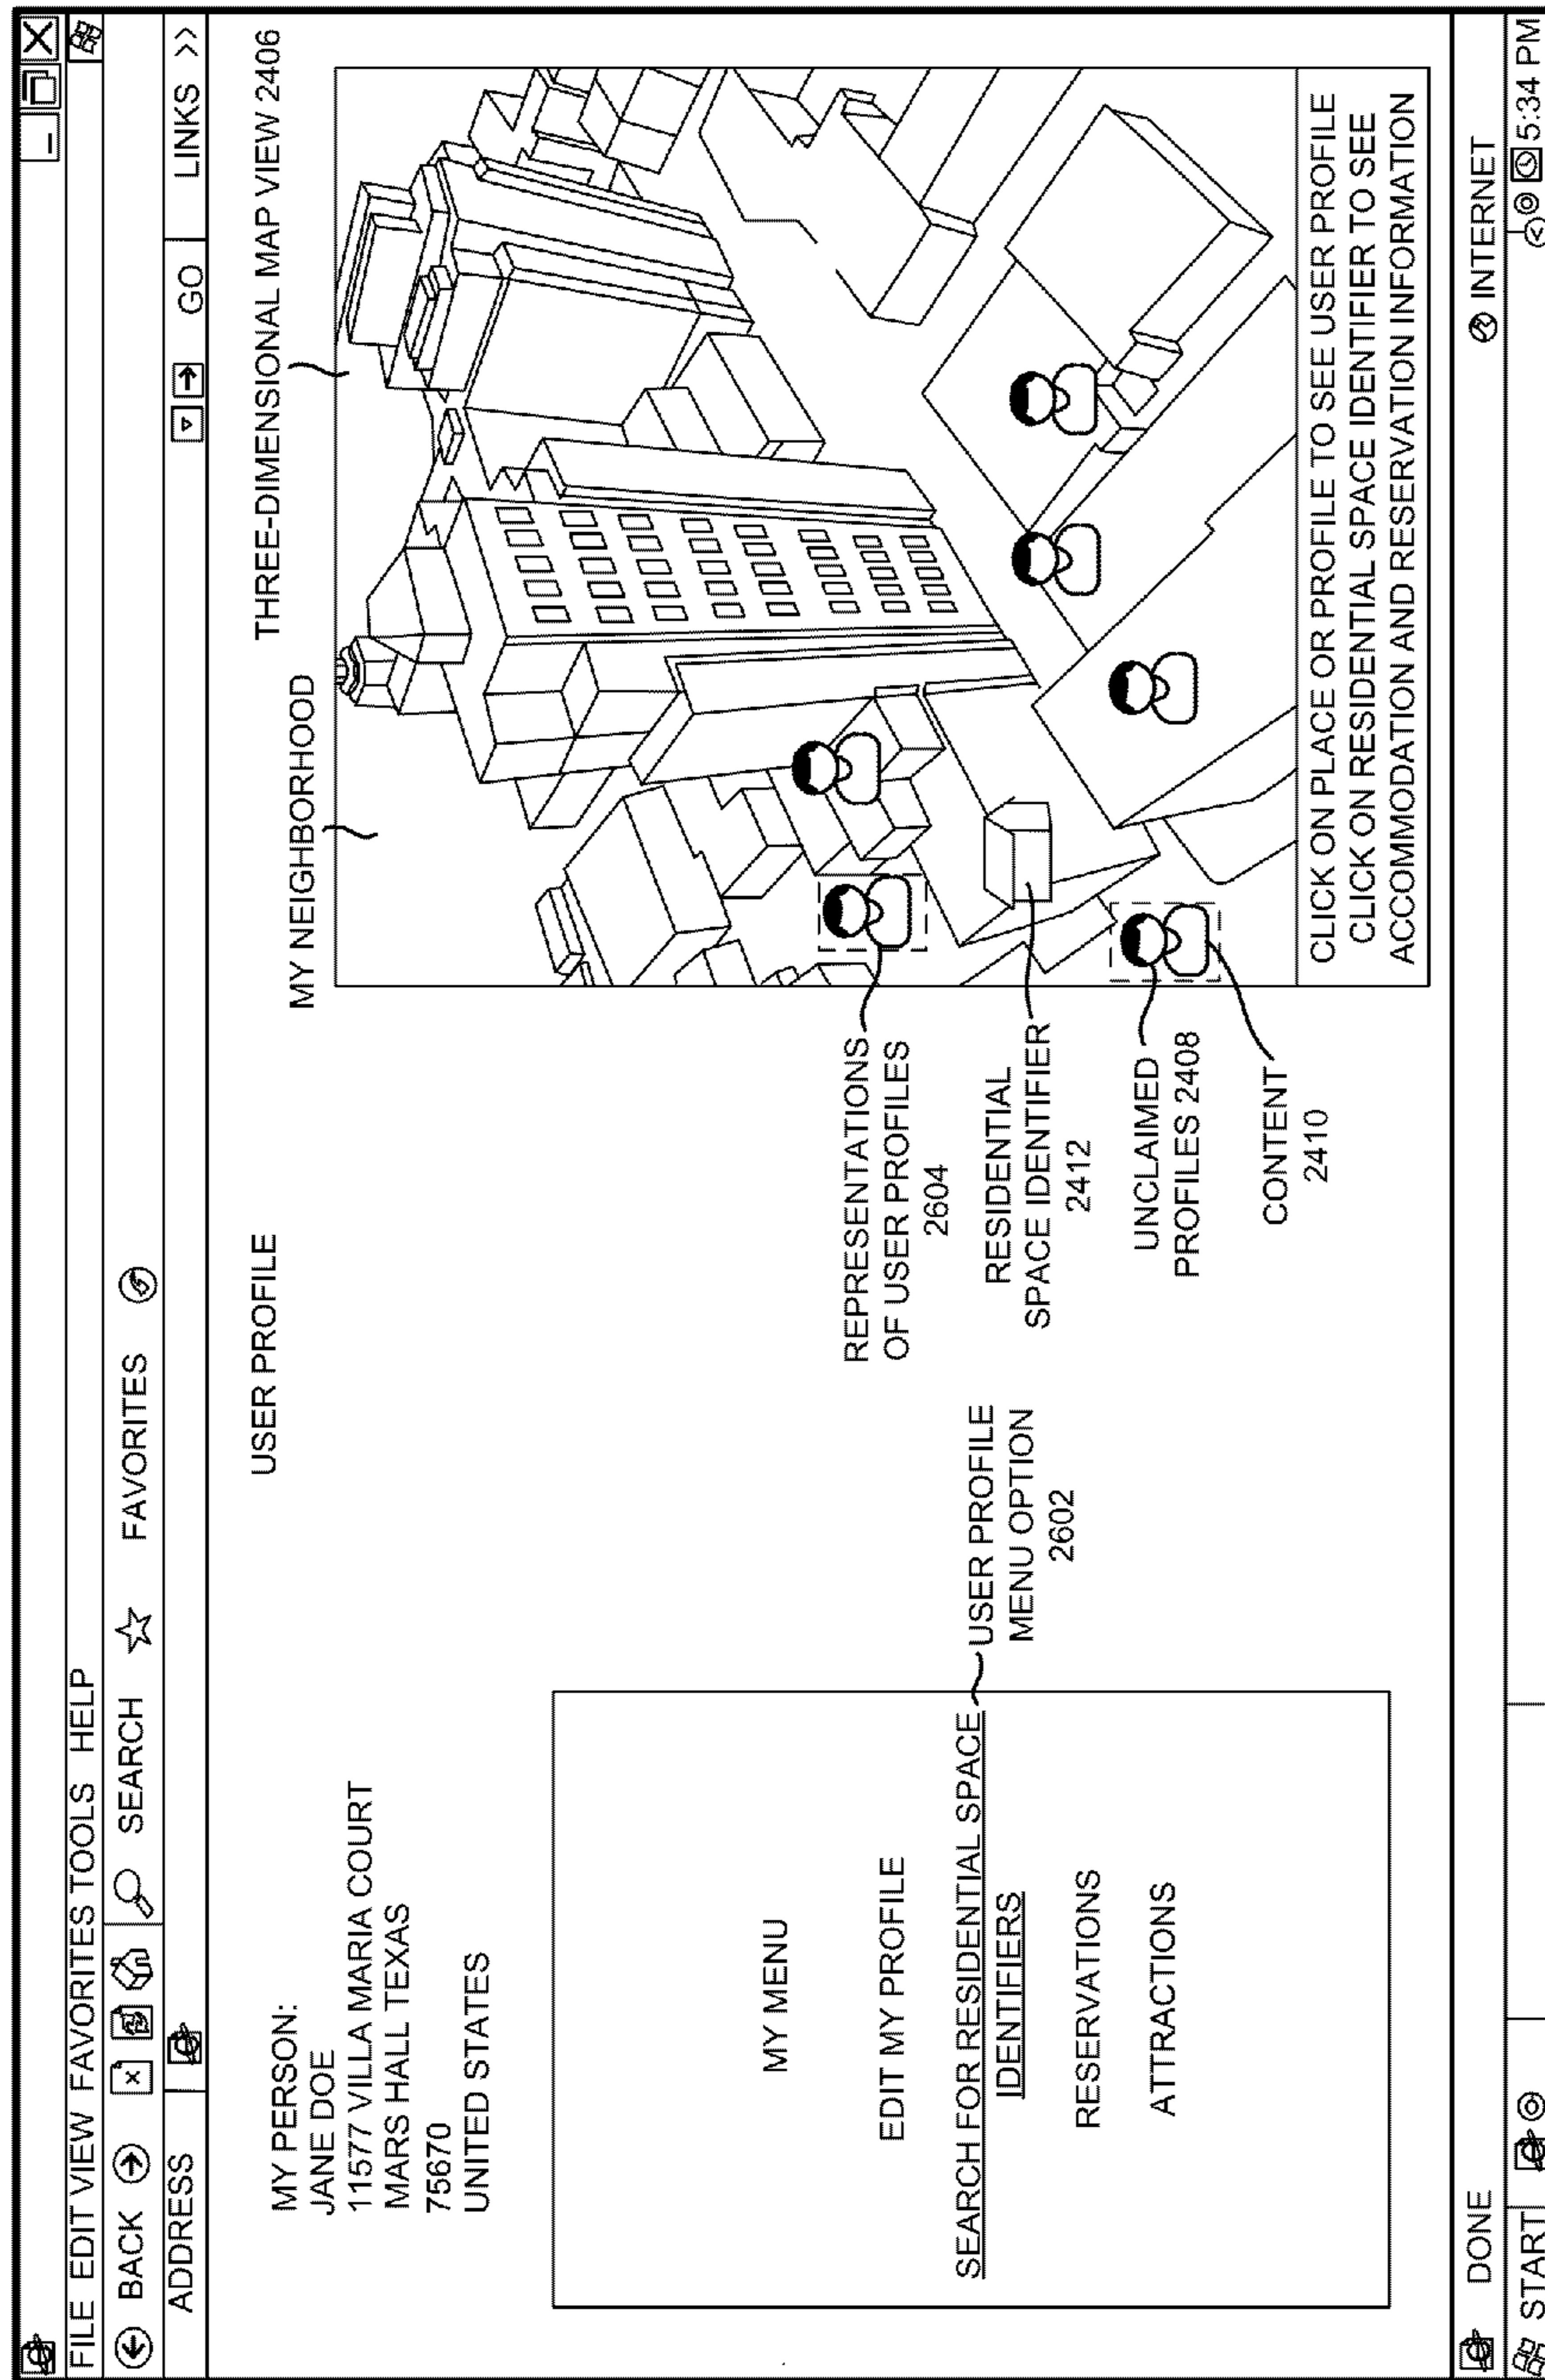 FILE EDIT VIEW FAVORITES TOOLS HELP
BACK SEARCH FAVORITES
ADDRESS GO LINKS >>
USER PROFILE
MY PERSON:
JANE DOE
11577 VILLA MARIA COURT
MARS HALL TEXAS
75670
UNITED STATES
MY MENU
EDIT MY PROFILE
SEARCH FOR RESIDENTIAL SPACE
IDENTIFIERS
RESERVATIONS
ATTRACTIONS
USER PROFILE
MENU OPTION
2602
MY NEIGHBORHOOD
THREE-DIMENSIONAL MAP VIEW 2406
REPRESENTATIONS
OF USER PROFILES
2604
RESIDENTIAL
SPACE IDENTIFIER
2412
UNCLAIMED
PROFILES 2408
CONTENT
2410
CLICK ON PLACE OR PROFILE TO SEE USER PROFILE
CLICK ON RESIDENTIAL SPACE IDENTIFIER TO SEE
ACCOMMODATION AND RESERVATION INFORMATION
DONE INTERNET
START 5:34 PM